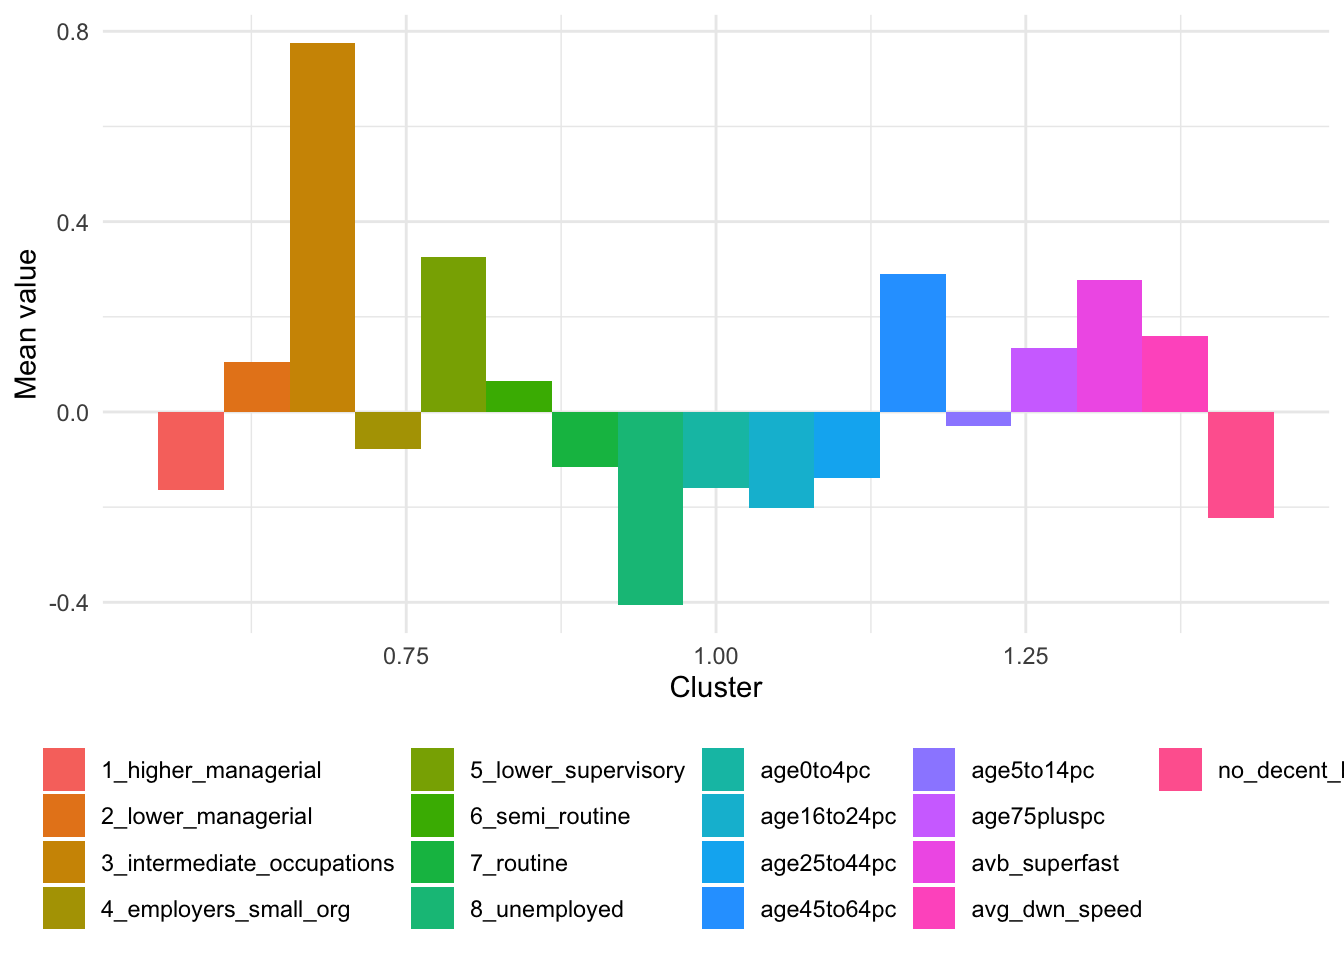 0.8
0.4
0.0
-0.4
Mean value
0.75 1.00 1.25
Cluster
1_higher_managerial 5_lower_supervisory age0to4pc age5to14pc no_decent_
2_lower_managerial 6_semi_routine age16to24pc age75pluspc
3_intermediate_occupations 7_routine age25to44pc avb_superfast
4_employers_small_org 8_unemployed age45to64pc avg_dwn_speed